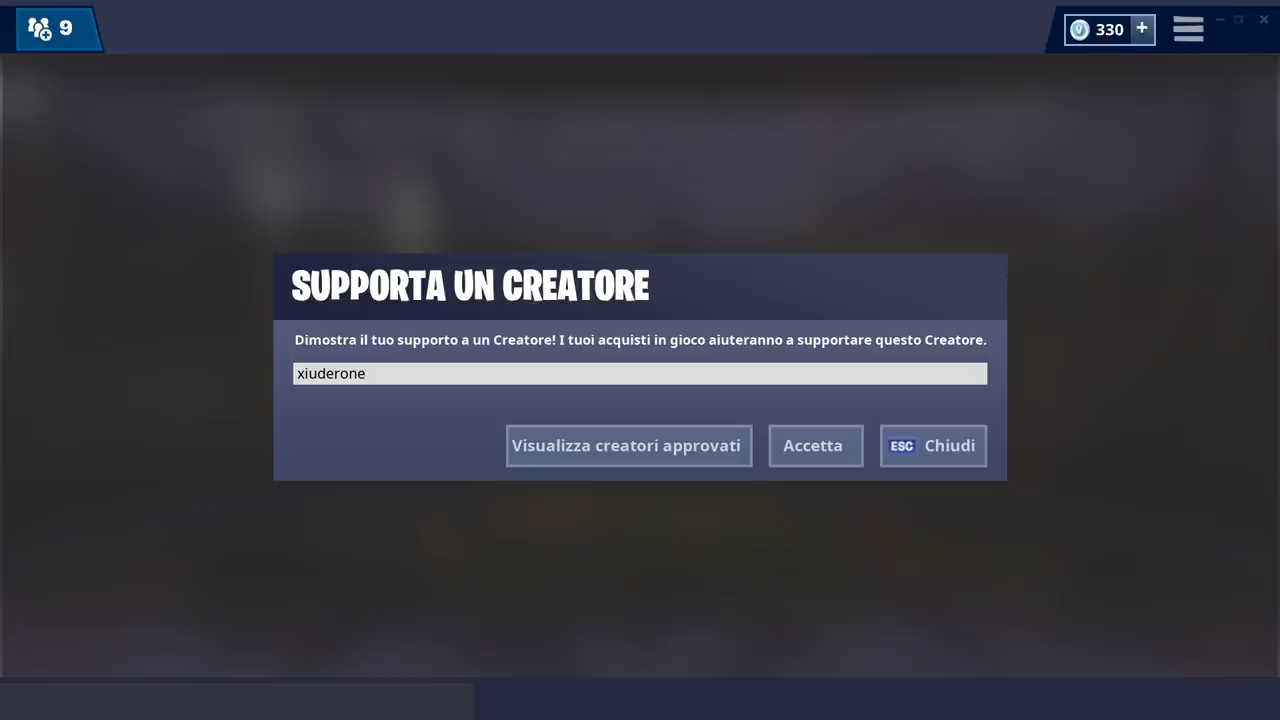 9
330 +
SUPPORTA UN CREATORE
Dimostra il tuo supporto a un Creatore! I tuoi acquisti in gioco aiuteranno a supportare questo Creatore.
xiuderone
Visualizza creatori approvati
Accetta
ESC Chiudi